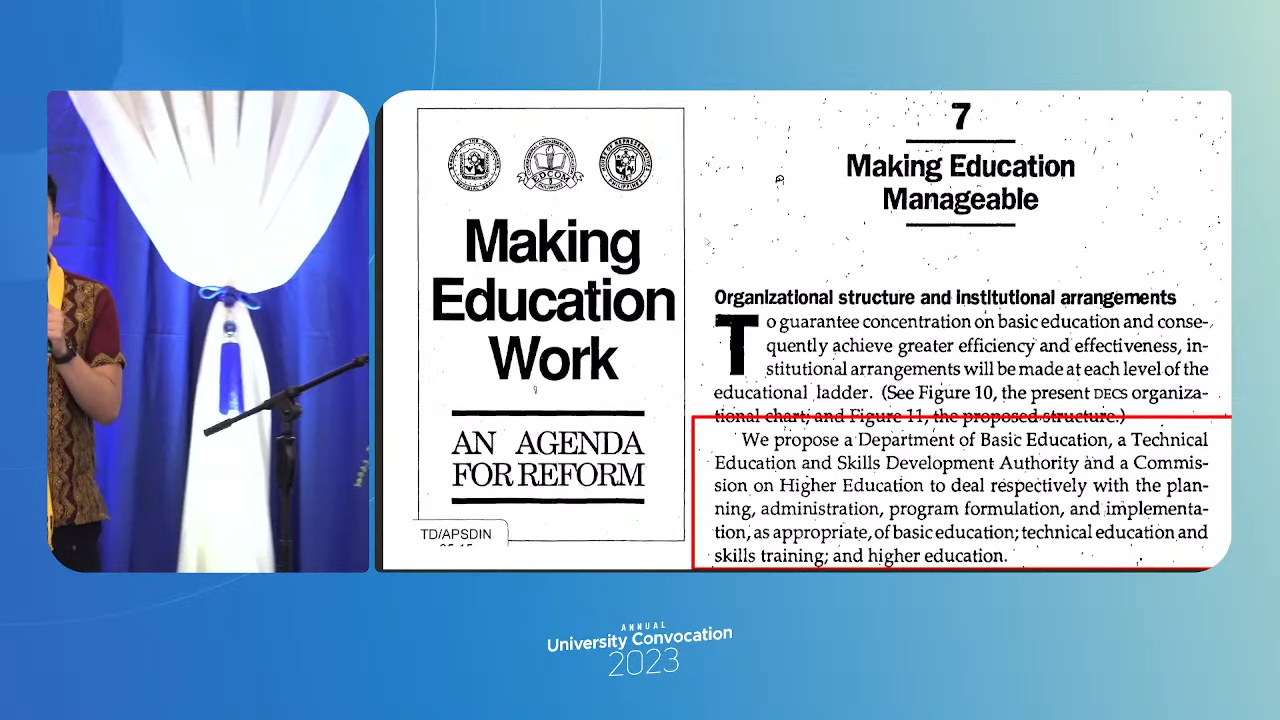 EDCOM
Making
Education
Work
AN AGENDA
FOR REFORM
TD/APSDIN
7
Making Education
Manageable
Organizational structure and institutional arrangements
To guarantee concentration on basic education and conse-
quently achieve greater efficiency and effectiveness, in-
stitutional arrangements will be made at each level of the
educational ladder. (See Figure 10, the present DECS organiza-
tional chart, and Figure 11, the proposed structure.)
We propose a Department of Basic Education, a Technical
Education and Skills Development Authority and a Commis-
sion on Higher Education to deal respectively with the plan-
ning, administration, program formulation, and implementa-
tion, as appropriate, of basic education; technical education and
skills training; and higher education.
ANNUAL
University Convocation
2023